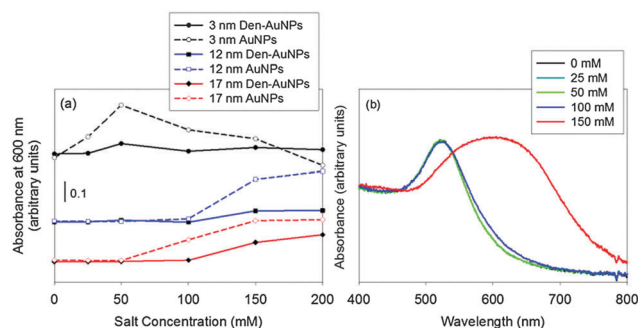 3 nm Den-AuNPs
3 nm AuNPs
12 nm Den-AuNPs
12 nm AuNPs
17 nm Den-AuNPs
17 nm AuNPs
(a)
0.1
Absorbance at 600 nm
(arbitrary units)
0 50 100 150 200
Salt Concentration (mM)
0 mM
25 mM
50 mM
100 mM
150 mM
(b)
Absorbance (arbitrary units)
400 500 600 700 800
Wavelength (nm)